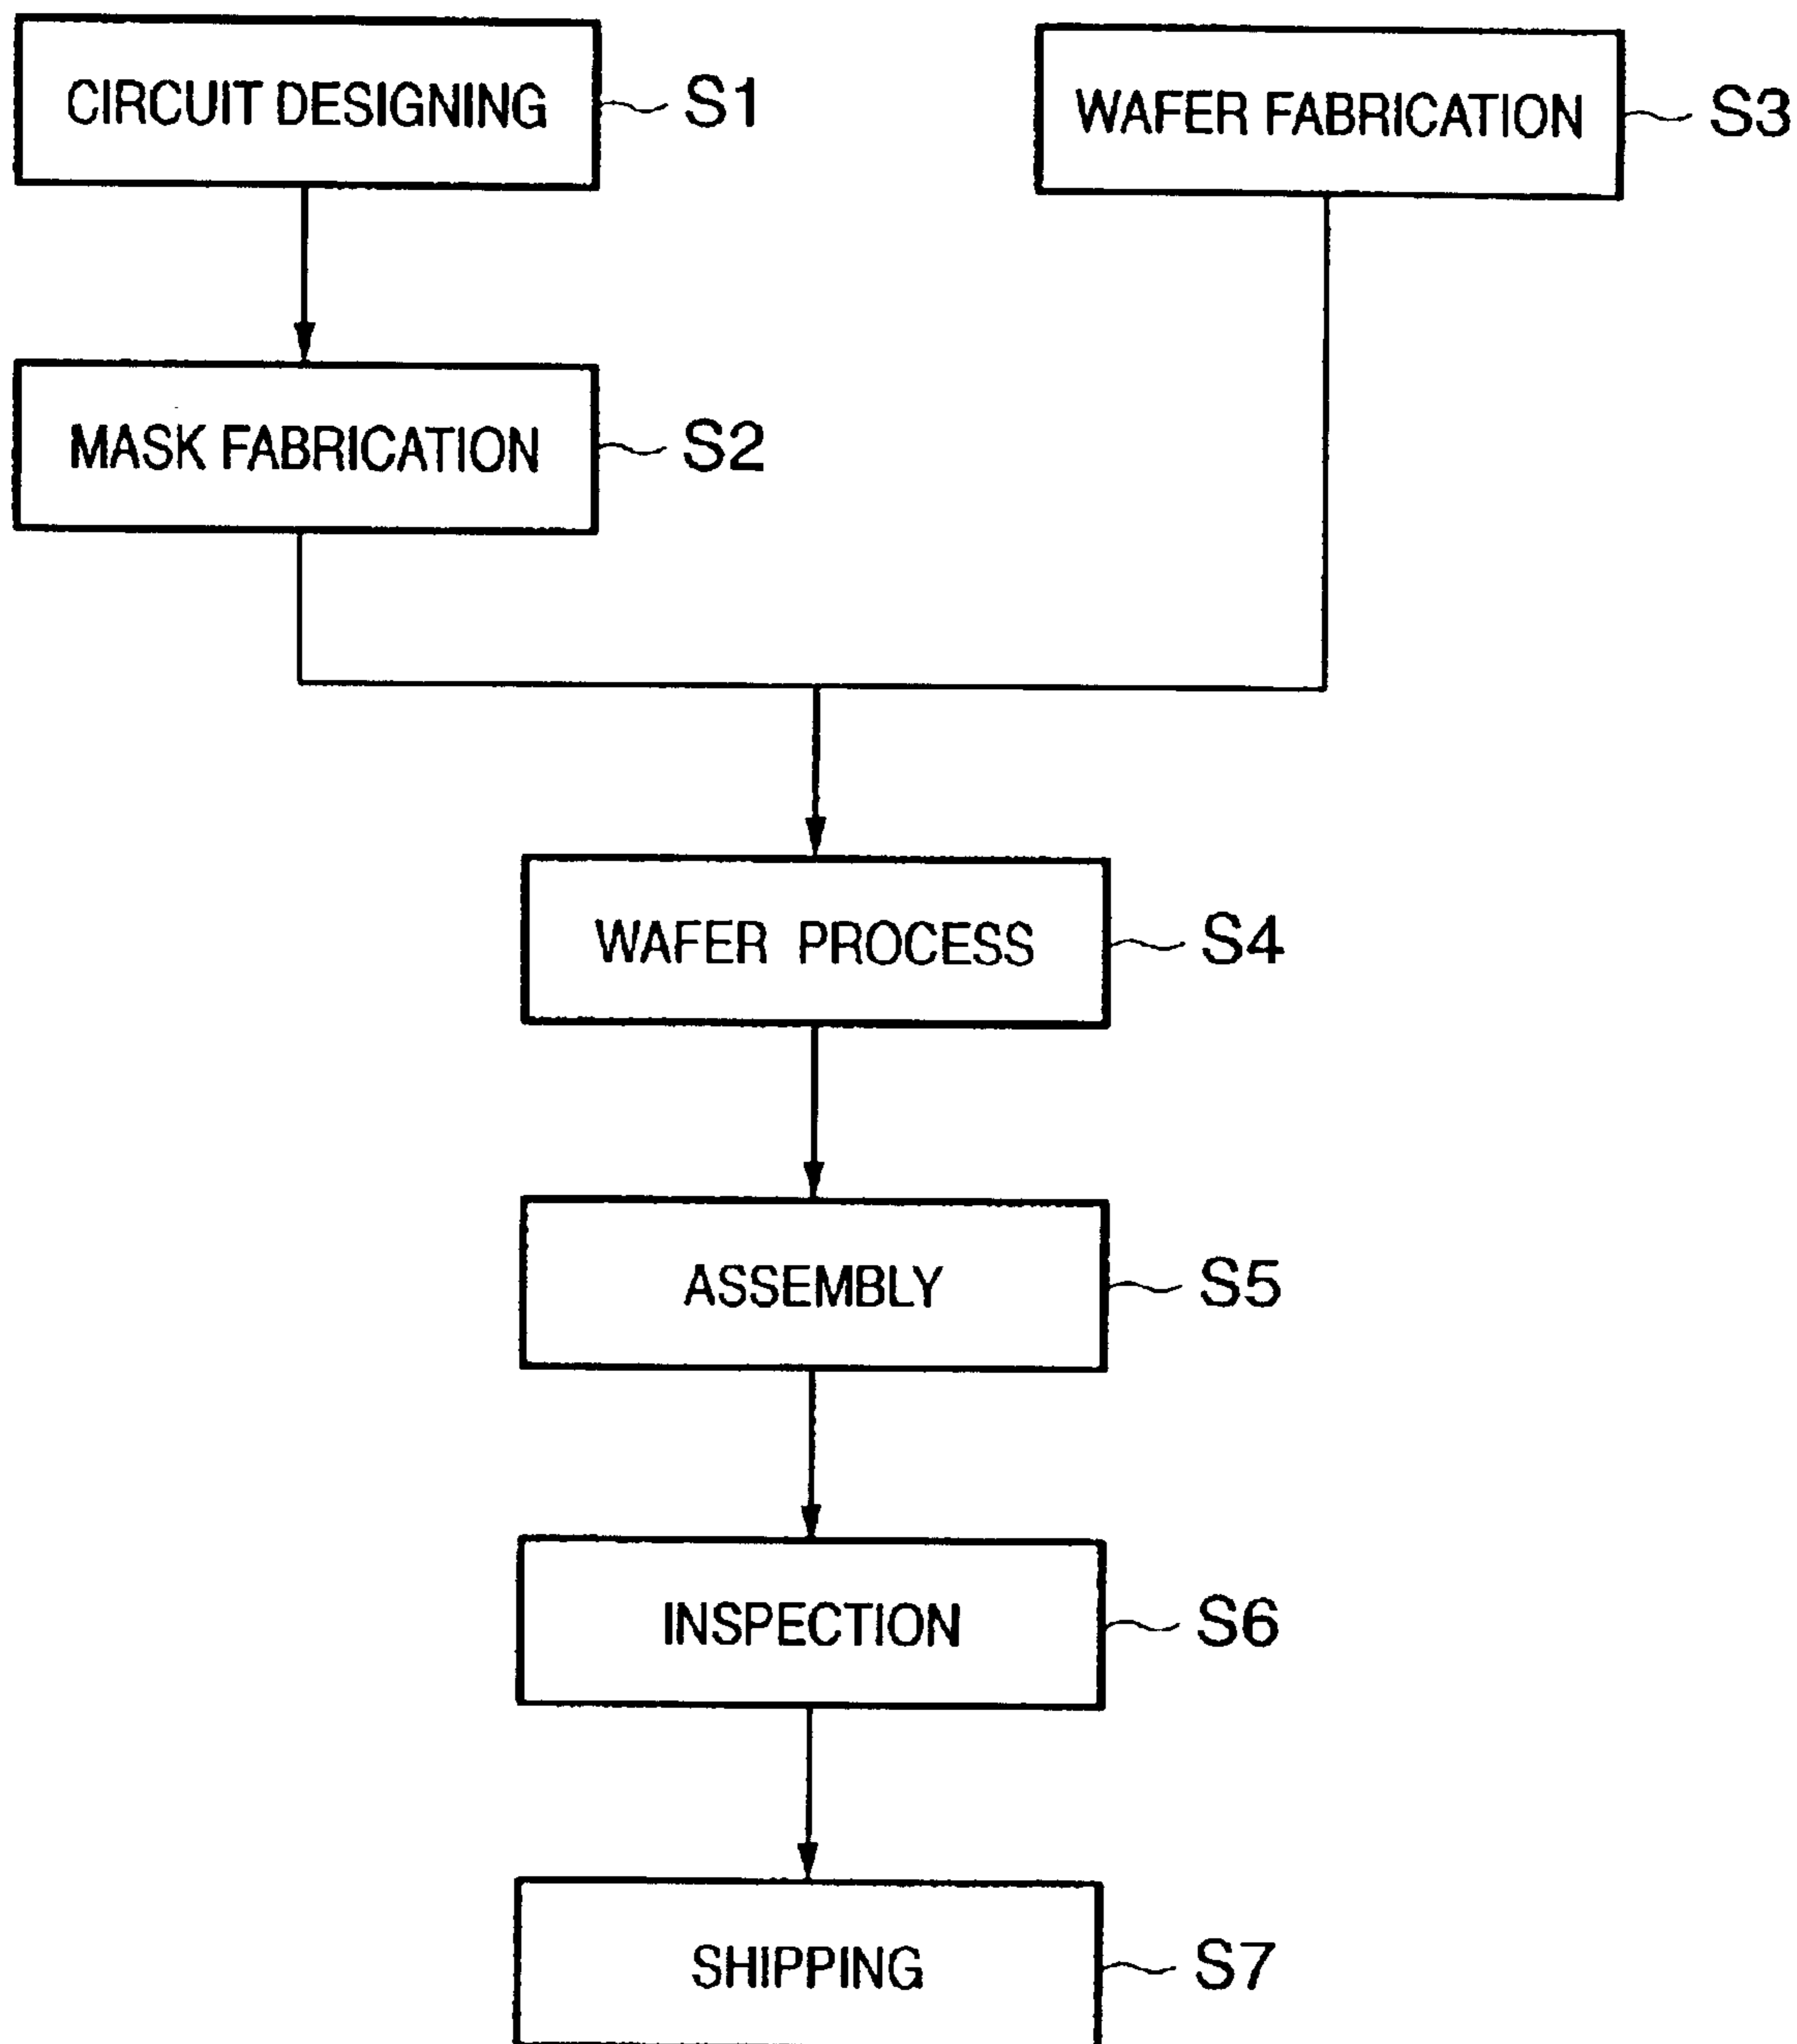 CIRCUIT DESIGNING S1
WAFER FABRICATION S3
MASK FABRICATION S2
WAFER PROCESS S4
ASSEMBLY S5
INSPECTION S6
SHIPPING S7